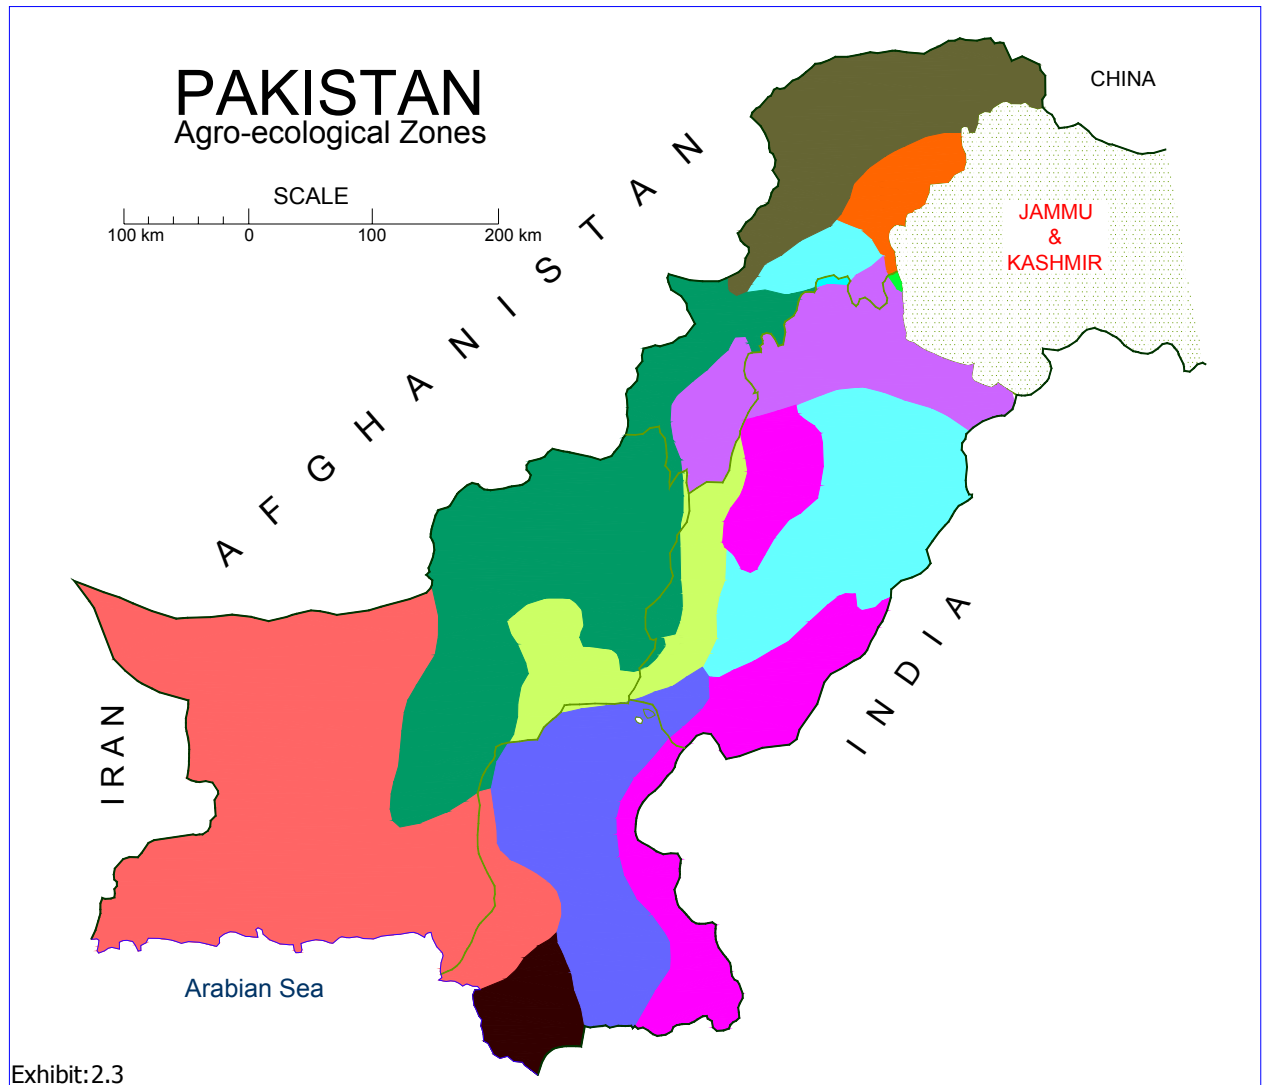 PAKISTAN
Agro-ecological Zones
SCALE
100 km 0 100 200 km
CHINA
JAMMU
&
KASHMIR
AFGHANISTAN
IRAN
INDIA
Arabian Sea
Exhibit:2.3